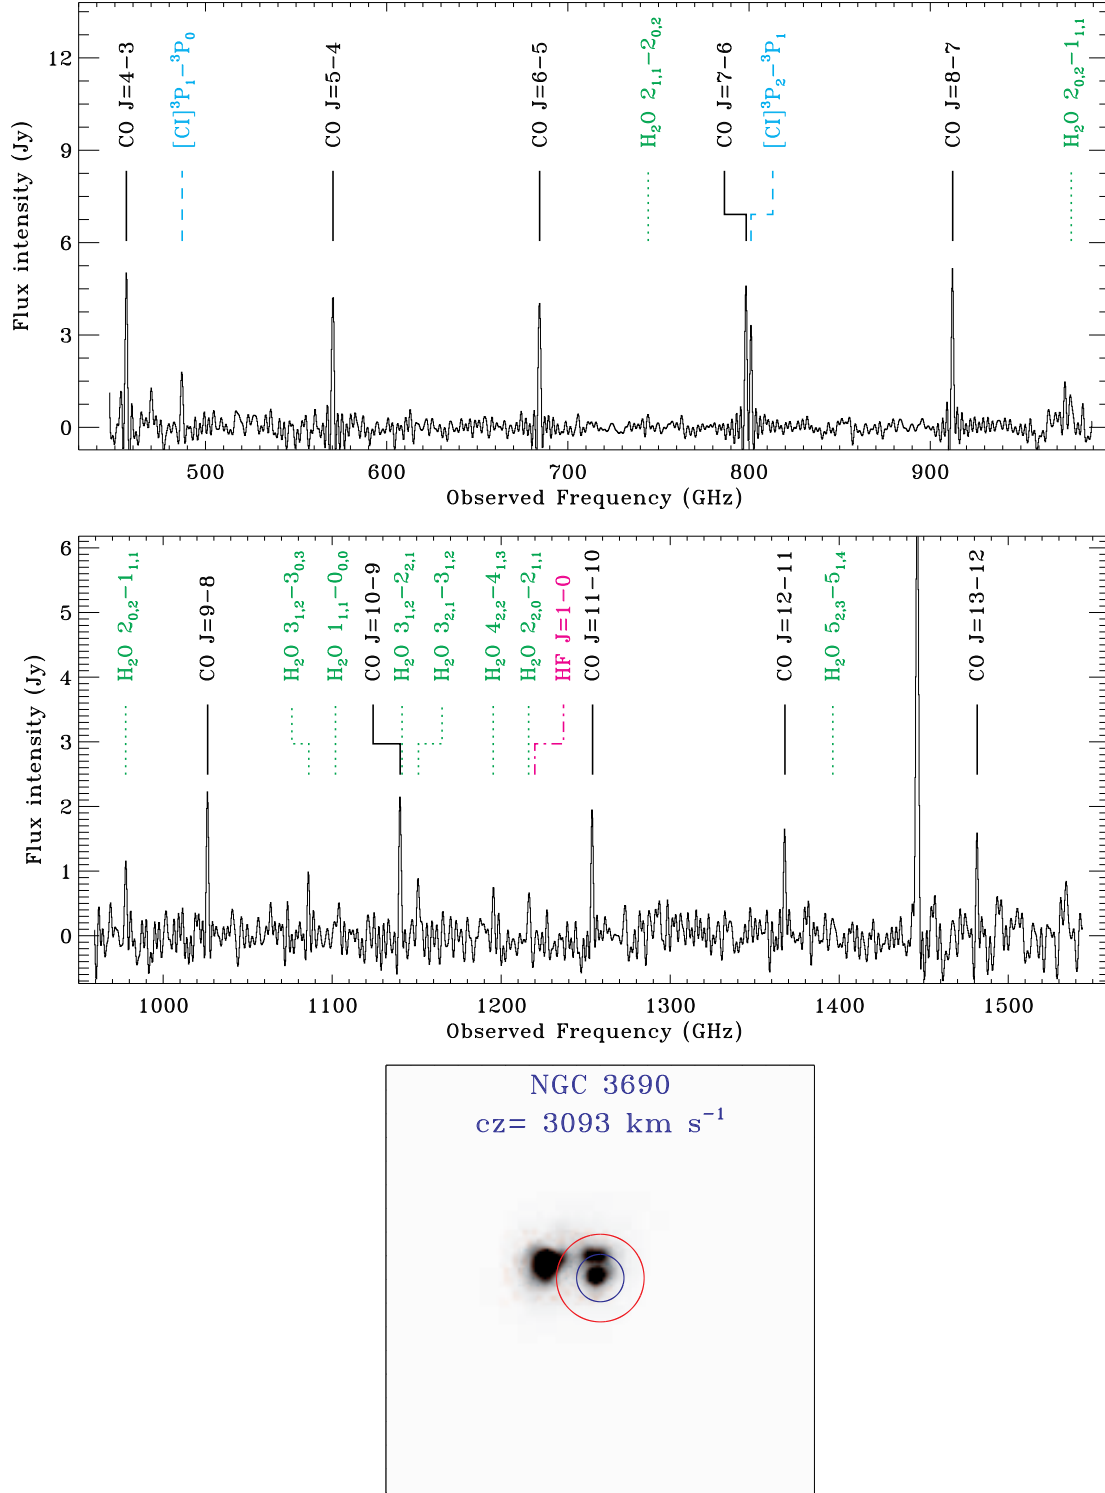 CO J=4−3
[CI]³P₁−³P₀
CO J=5−4
CO J=6−5
H₂O 2₁,₁−2₀,₂
CO J=7−6
[CI]³P₂−³P₁
CO J=8−7
H₂O 2₀,₂−1₁,₁
Flux intensity (Jy)
12
9
6
3
0
500 600 700 800 900
Observed Frequency (GHz)
H₂O 2₀,₂−1₁,₁
CO J=9−8
H₂O 3₁,₂−3₀,₃
H₂O 1₁,₁−0₀,₀
CO J=10−9
H₂O 3₁,₂−2₂,₁
H₂O 3₂,₁−3₁,₂
H₂O 4₂,₂−4₁,₃
H₂O 2₂,₀−2₁,₁
HF J=1−0
CO J=11−10
CO J=12−11
H₂O 5₂,₃−5₁,₄
CO J=13−12
Flux intensity (Jy)
6
5
4
3
2
1
0
1000 1100 1200 1300 1400 1500
Observed Frequency (GHz)
NGC 3690
cz= 3093 km s⁻¹